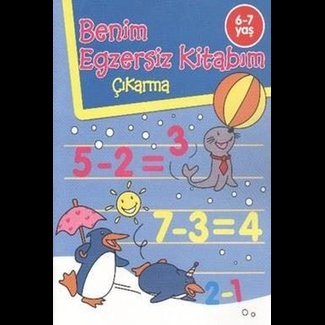 Benim
Egzersiz Kitabım
6-7
yaş
Çıkarma
5-2=3
7-3=4
2-1